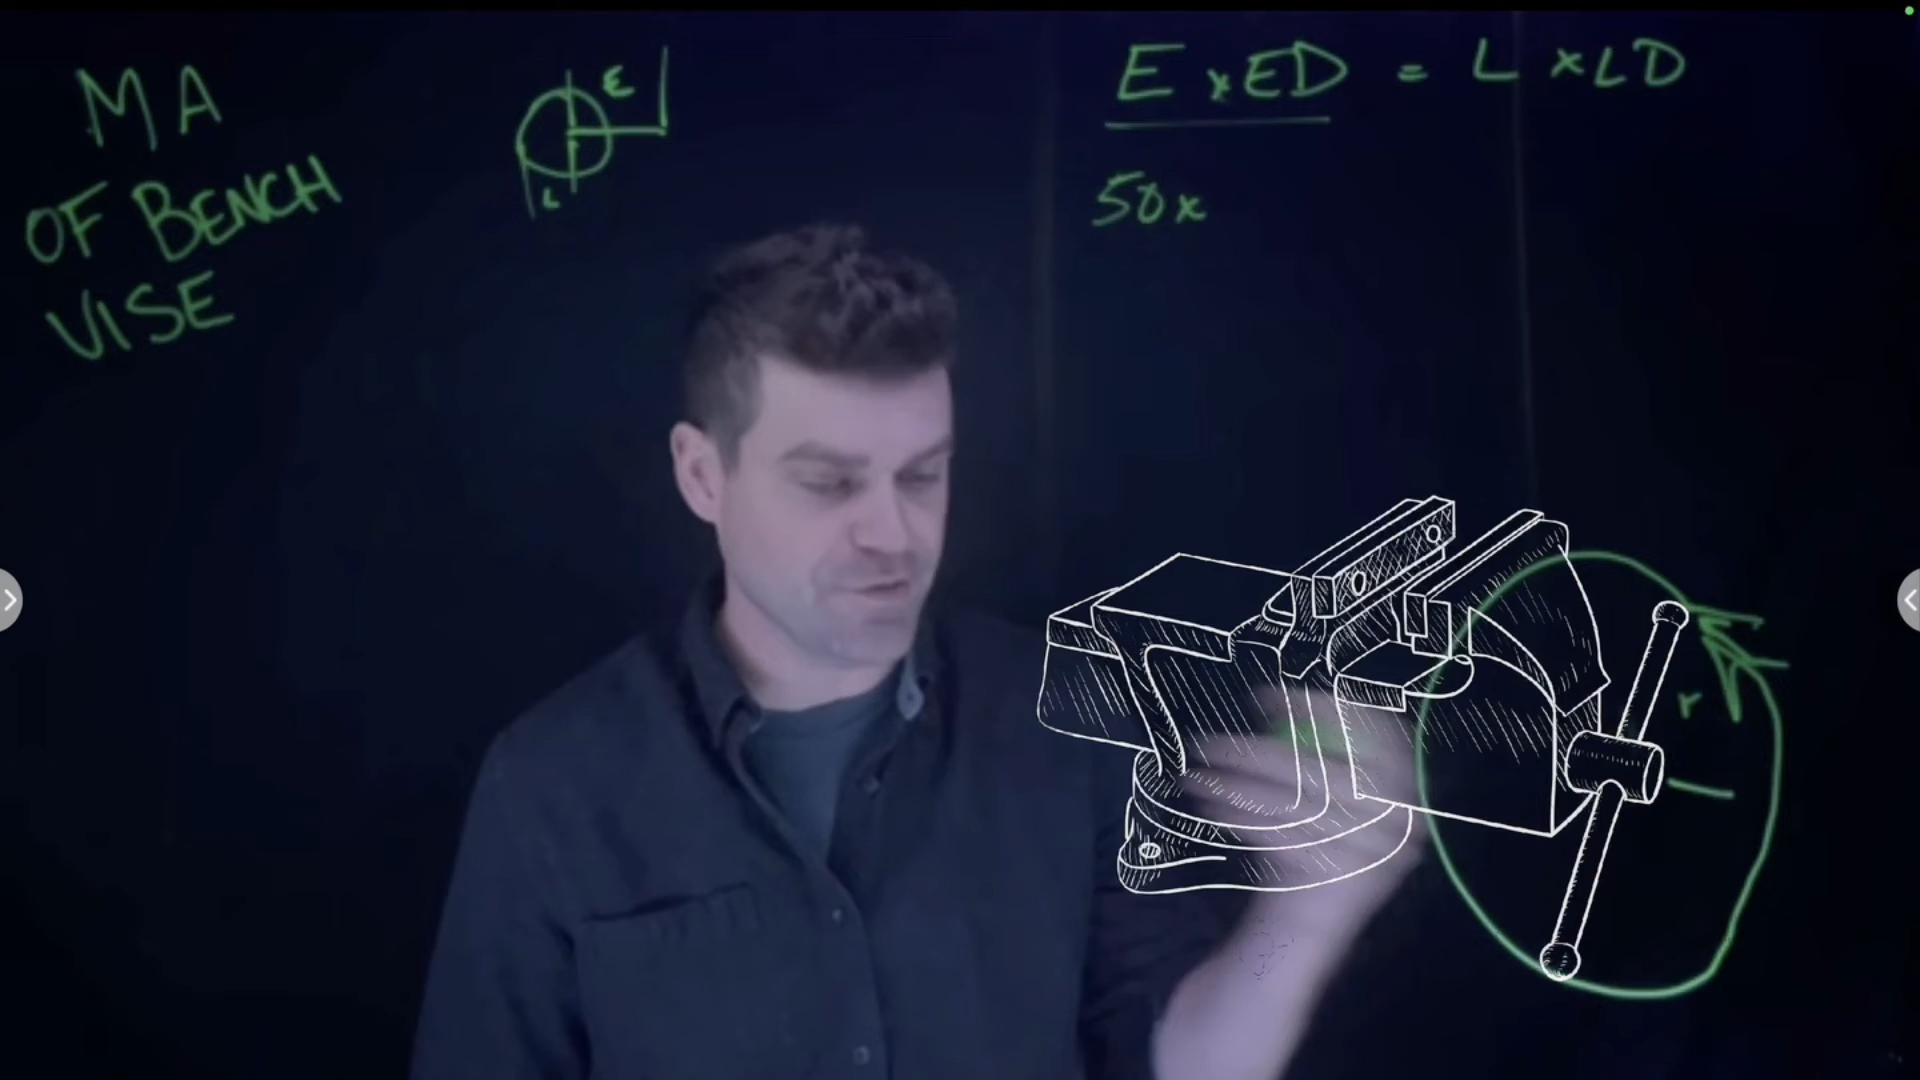 MA
OF BENCH
VISE
E
L
E x ED = L x LD
50x
r